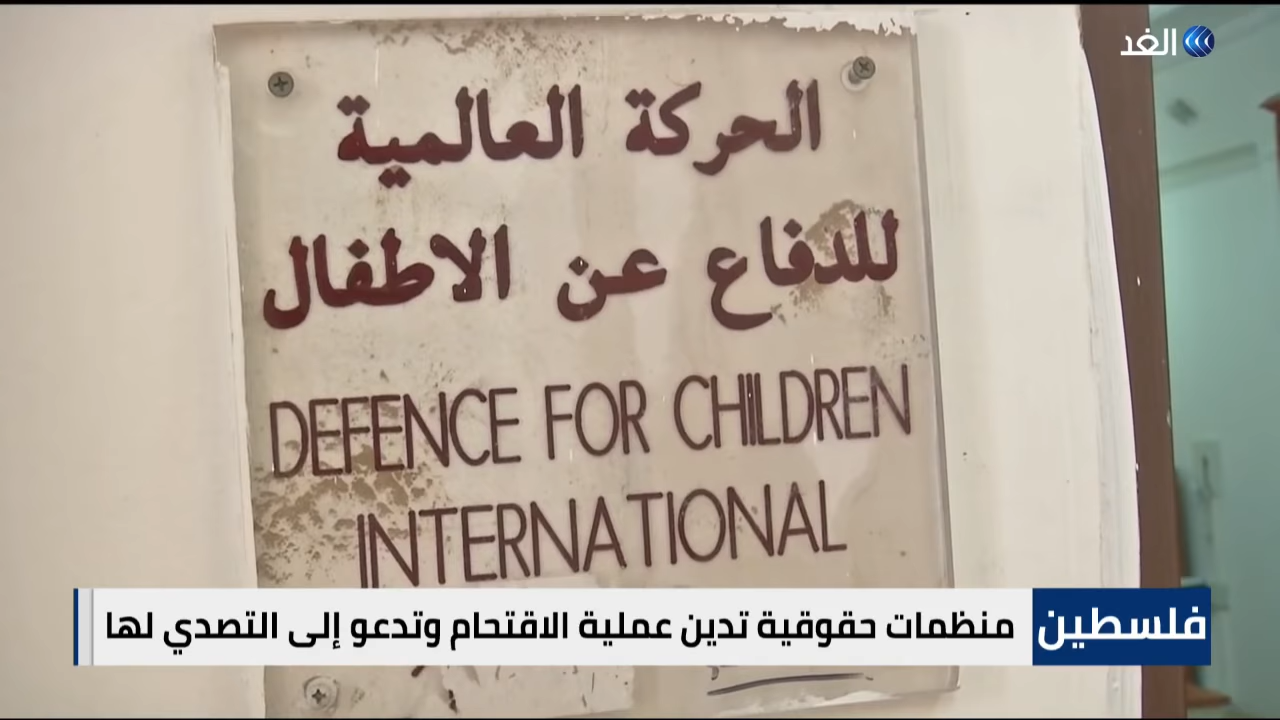 الغد
الحركة العالمية
للدفاع عن الاطفال
DEFENCE FOR CHILDREN
INTERNATIONAL
فلسطين
منظمات حقوقية تدين عملية الاقتحام وتدعو إلى التصدي لها